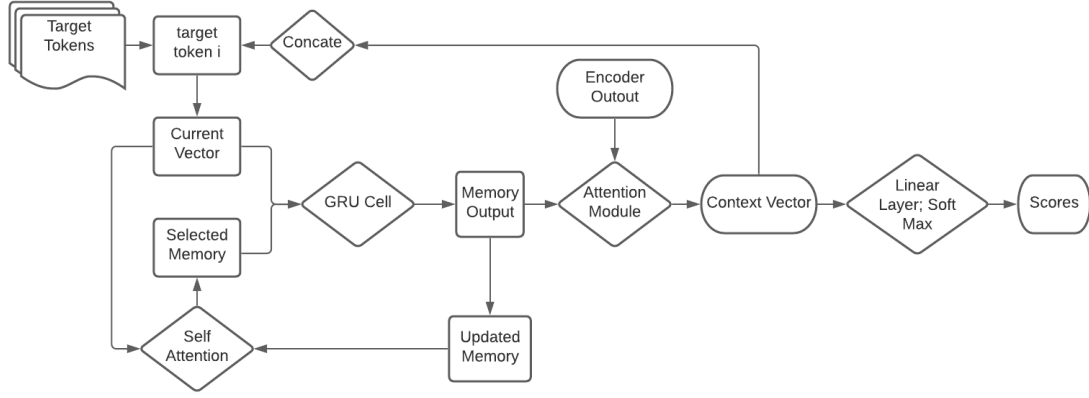 Target
Tokens
target
token i
Concate
Encoder
Outout
Current
Vector
GRU Cell
Memory
Output
Attention
Module
Context Vector
Linear
Layer; Soft
Max
Scores
Selected
Memory
Self
Attention
Updated
Memory